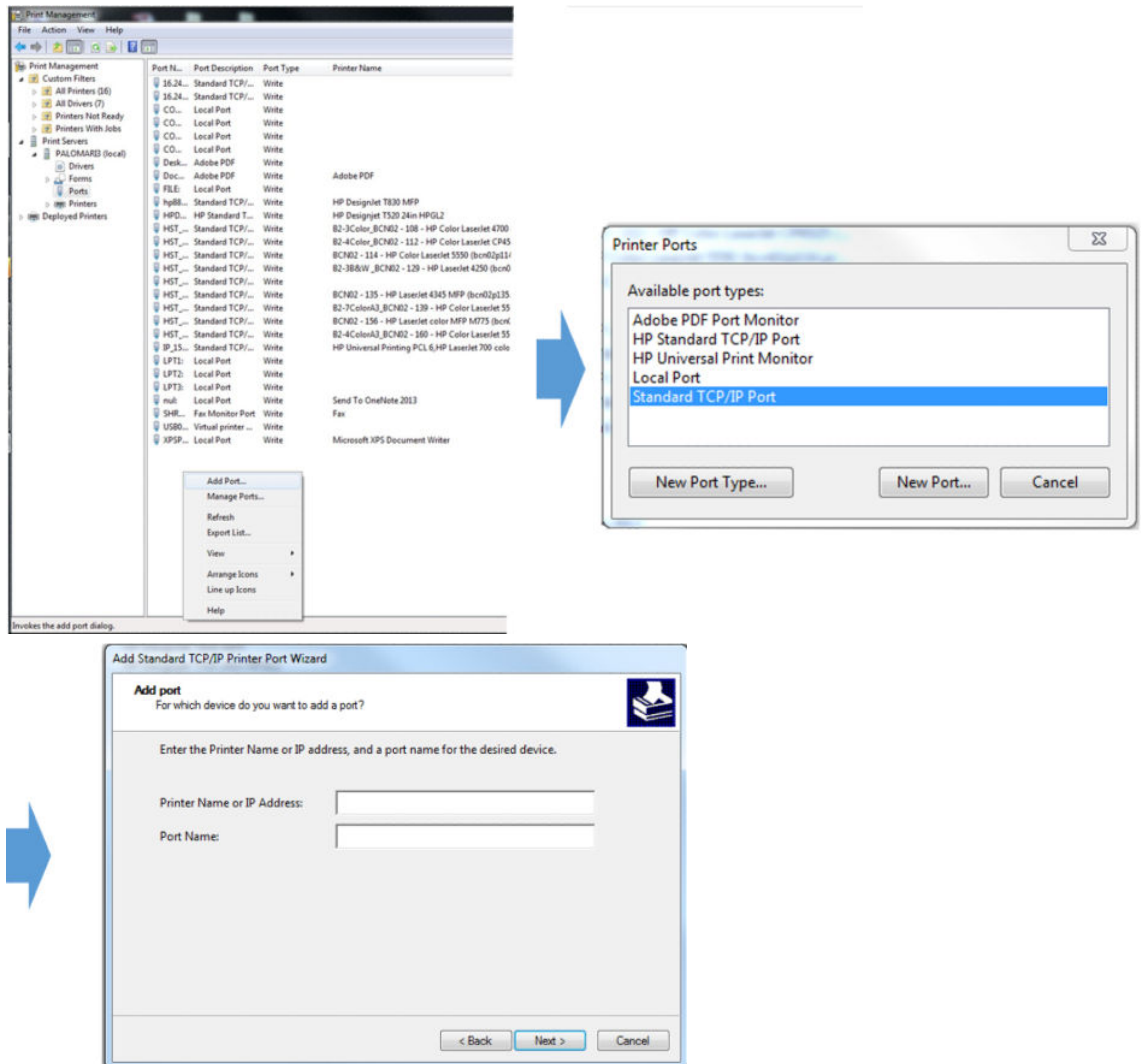 Print Management
File Action View Help
Print Management
Custom Filters
All Printers (16)
All Drivers (7)
Printers Not Ready
Printers With Jobs
Print Servers
PALOMARB (local)
Drivers
Forms
Ports
Printers
Deployed Printers
Port N... Port Description Port Type Printer Name
16.24... Standard TCP/... Write
16.24... Standard TCP/... Write
CO... Local Port Write
CO... Local Port Write
CO... Local Port Write
CO... Local Port Write
Desk... Adobe PDF Write
Doc... Adobe PDF Write Adobe PDF
FILE: Local Port Write
hp88... Standard TCP/... Write HP DesignJet T830 MFP
HPD... HP Standard T... Write HP Designjet T520 24in HPGL2
HST_... Standard TCP/... Write B2-3Color_BCN02 - 108 - HP Color LaserJet 4700
HST_... Standard TCP/... Write B2-4Color_BCN02 - 112 - HP Color LaserJet CP45
HST_... Standard TCP/... Write BCN02 - 114 - HP Color LaserJet 5550 (bcn02p114
HST_... Standard TCP/... Write B2-3B&W_BCN02 - 129 - HP LaserJet 4250 (bcn0
HST_... Standard TCP/... Write
HST_... Standard TCP/... Write BCN02 - 135 - HP LaserJet 4345 MFP (bcn02p135.
HST_... Standard TCP/... Write B2-7ColorA3_BCN02 - 139 - HP Color LaserJet 55
HST_... Standard TCP/... Write BCN02 - 156 - HP LaserJet color MFP M775 (bcn0
HST_... Standard TCP/... Write B2-4ColorA3_BCN02 - 160 - HP Color LaserJet 55
IP_15... Standard TCP/... Write HP Universal Printing PCL 6,HP LaserJet 700 colo
LPT1: Local Port Write
LPT2: Local Port Write
LPT3: Local Port Write
nul: Local Port Write Send To OneNote 2013
SHR... Fax Monitor Port Write Fax
USB0... Virtual printer ... Write
XPSP... Local Port Write Microsoft XPS Document Writer
Add Port...
Manage Ports...
Refresh
Export List...
View
Arrange Icons
Line up Icons
Help
Invokes the add port dialog.
Printer Ports
Available port types:
Adobe PDF Port Monitor
HP Standard TCP/IP Port
HP Universal Print Monitor
Local Port
Standard TCP/IP Port
New Port Type... New Port... Cancel
Add Standard TCP/IP Printer Port Wizard
Add port
For which device do you want to add a port?
Enter the Printer Name or IP address, and a port name for the desired device.
Printer Name or IP Address:
Port Name:
< Back Next > Cancel